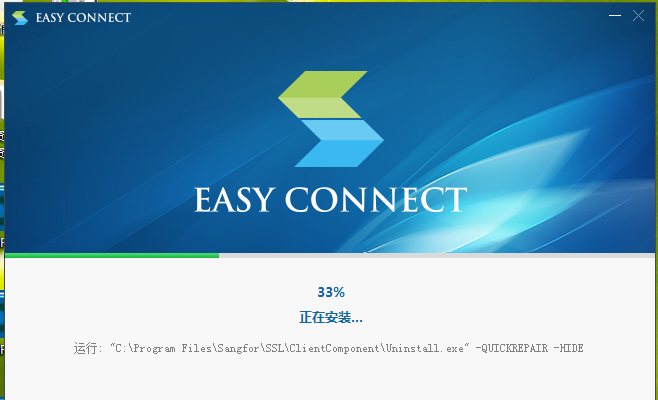 EASY CONNECT
EASY CONNECT
33%
正在安装...
运行: "C:\Program Files\Sangfor\SSL\ClientComponent\Uninstall.exe" -QUICKREPAIR -HIDE